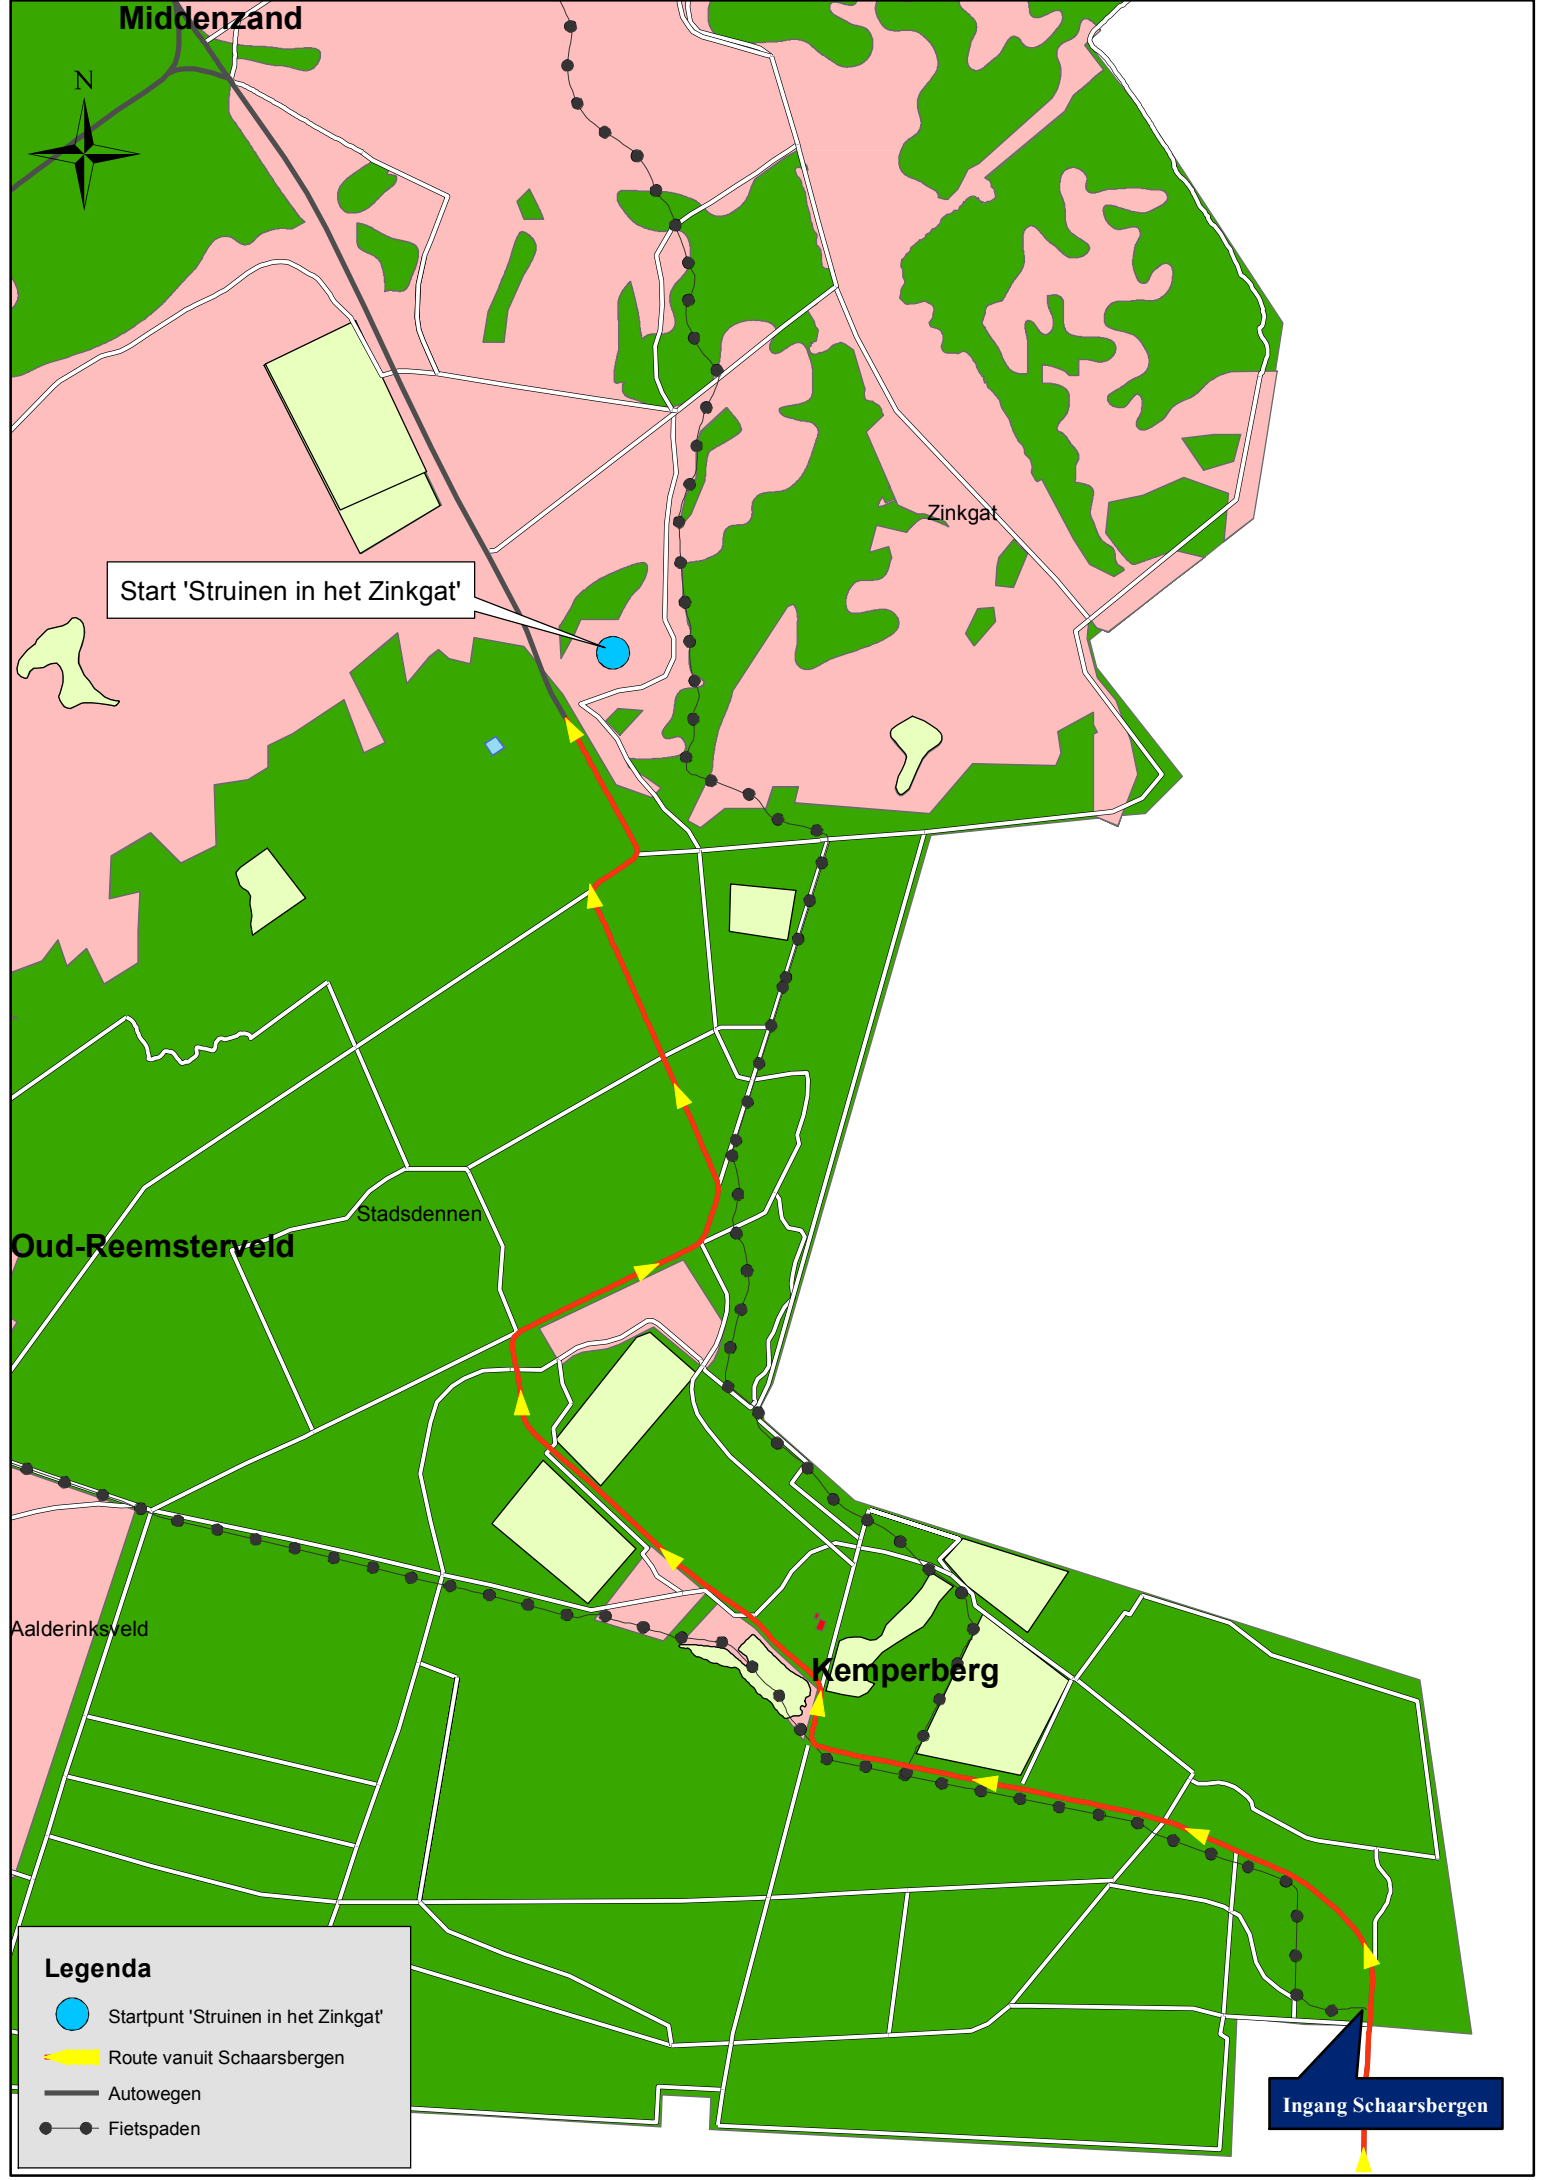 Middenzand
N
Zinkgat
Start 'Struinen in het Zinkgat'
Stadsdennen
Oud-Reemsterveld
Aalderinksveld
Kemperberg
Legenda
Startpunt 'Struinen in het Zinkgat'
Route vanuit Schaarsbergen
Autowegen
Fietspaden
Ingang Schaarsbergen